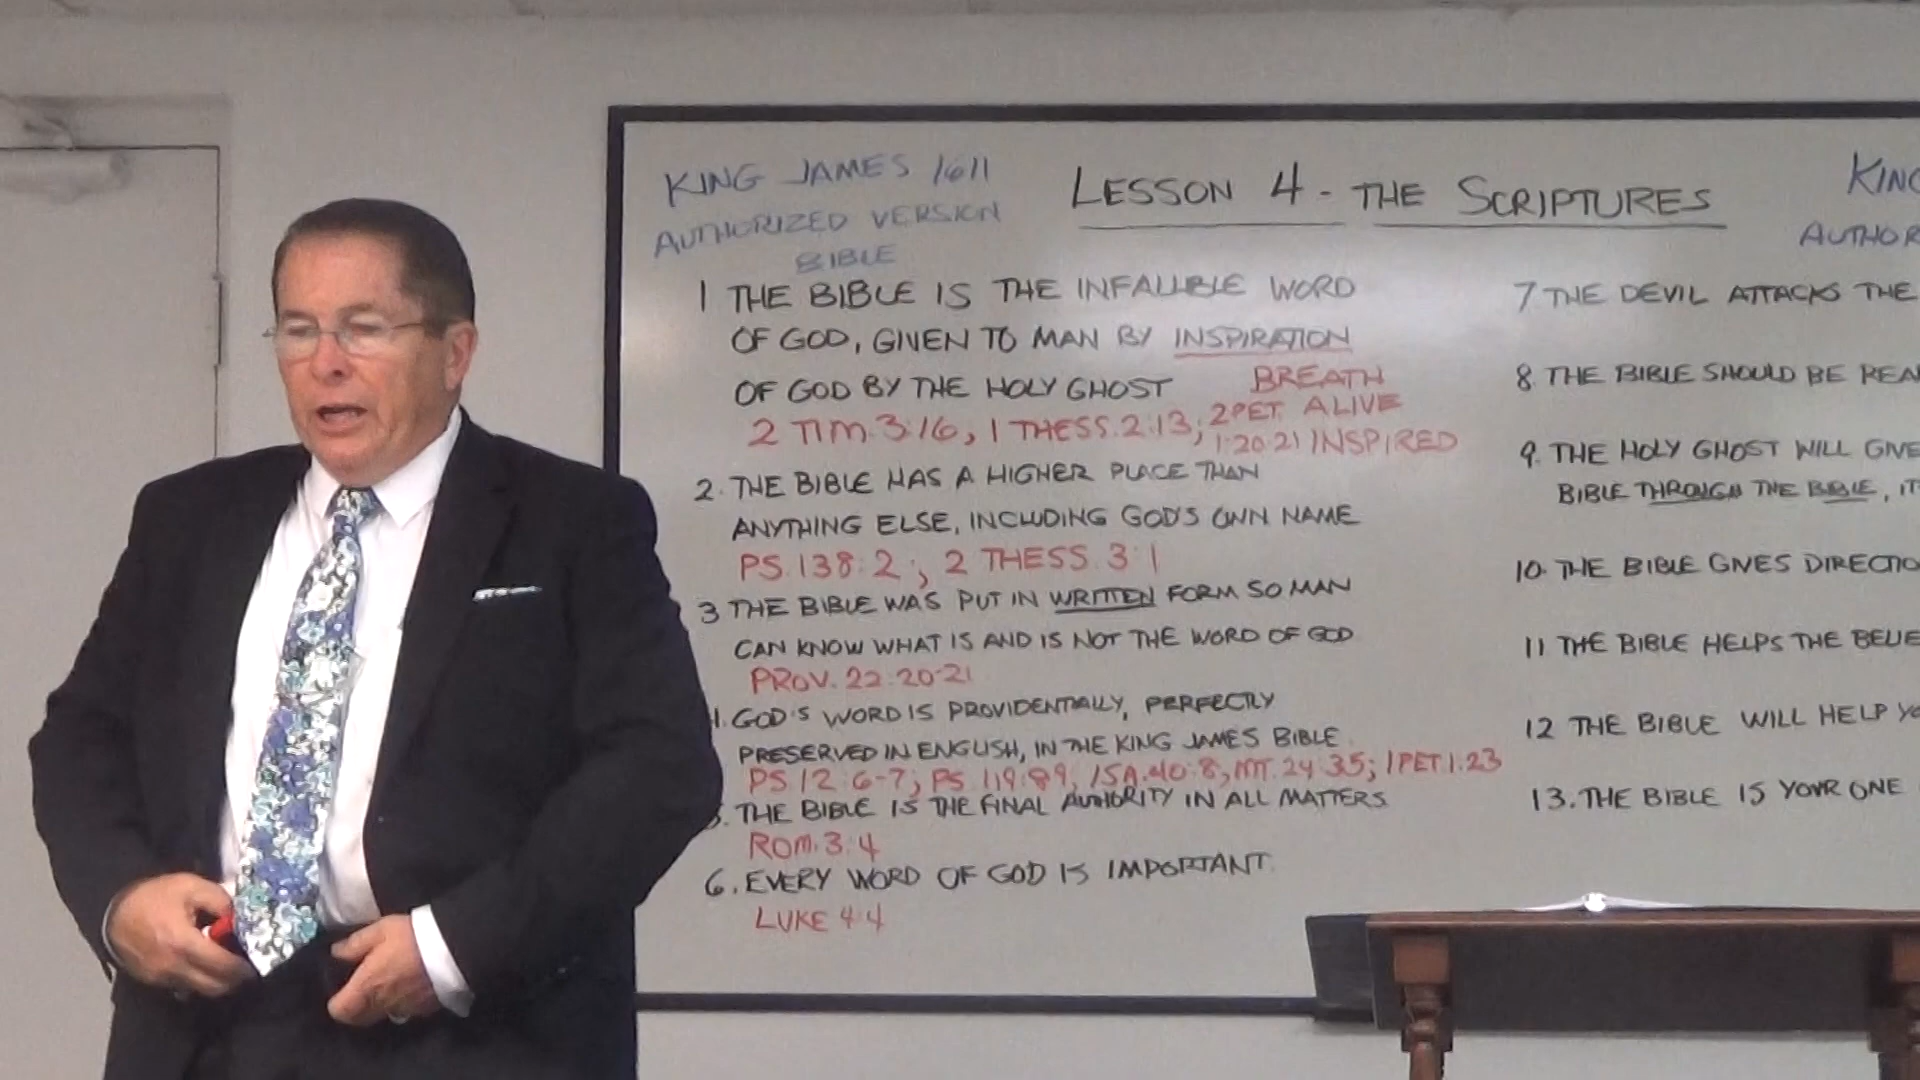 KING JAMES 1611
AUTHORIZED VERSION
BIBLE
LESSON 4 - THE SCRIPTURES
KING
AUTHOR
1 THE BIBLE IS THE INFALLIBLE WORD
OF GOD, GIVEN TO MAN BY INSPIRATION
OF GOD BY THE HOLY GHOST
BREATH
ALIVE
INSPIRED
2 TIM. 3:16, 1 THESS. 2:13; 2 PET.
1:20-21
2. THE BIBLE HAS A HIGHER PLACE THAN
ANYTHING ELSE, INCLUDING GOD'S OWN NAME
PS. 138:2; 2 THESS. 3:1
3 THE BIBLE WAS PUT IN WRITTEN FORM SO MAN
CAN KNOW WHAT IS AND IS NOT THE WORD OF GOD
PROV. 22:20-21
GOD'S WORD IS PROVIDENTIALLY, PERFECTLY
PRESERVED IN ENGLISH, IN THE KING JAMES BIBLE.
PS. 12:6-7; PS. 119:89; ISA. 40:8, MT. 24:35; 1 PET. 1:23
THE BIBLE IS THE FINAL AUTHORITY IN ALL MATTERS
ROM. 3:4
6. EVERY WORD OF GOD IS IMPORTANT.
LUKE 4:4
7 THE DEVIL ATTACKS THE
8. THE BIBLE SHOULD BE REA
9. THE HOLY GHOST WILL GIVE
BIBLE THROUGH THE BIBLE, IT
10. THE BIBLE GIVES DIRECTIO
11 THE BIBLE HELPS THE BELIE
12 THE BIBLE WILL HELP YO
13. THE BIBLE IS YOUR ONE